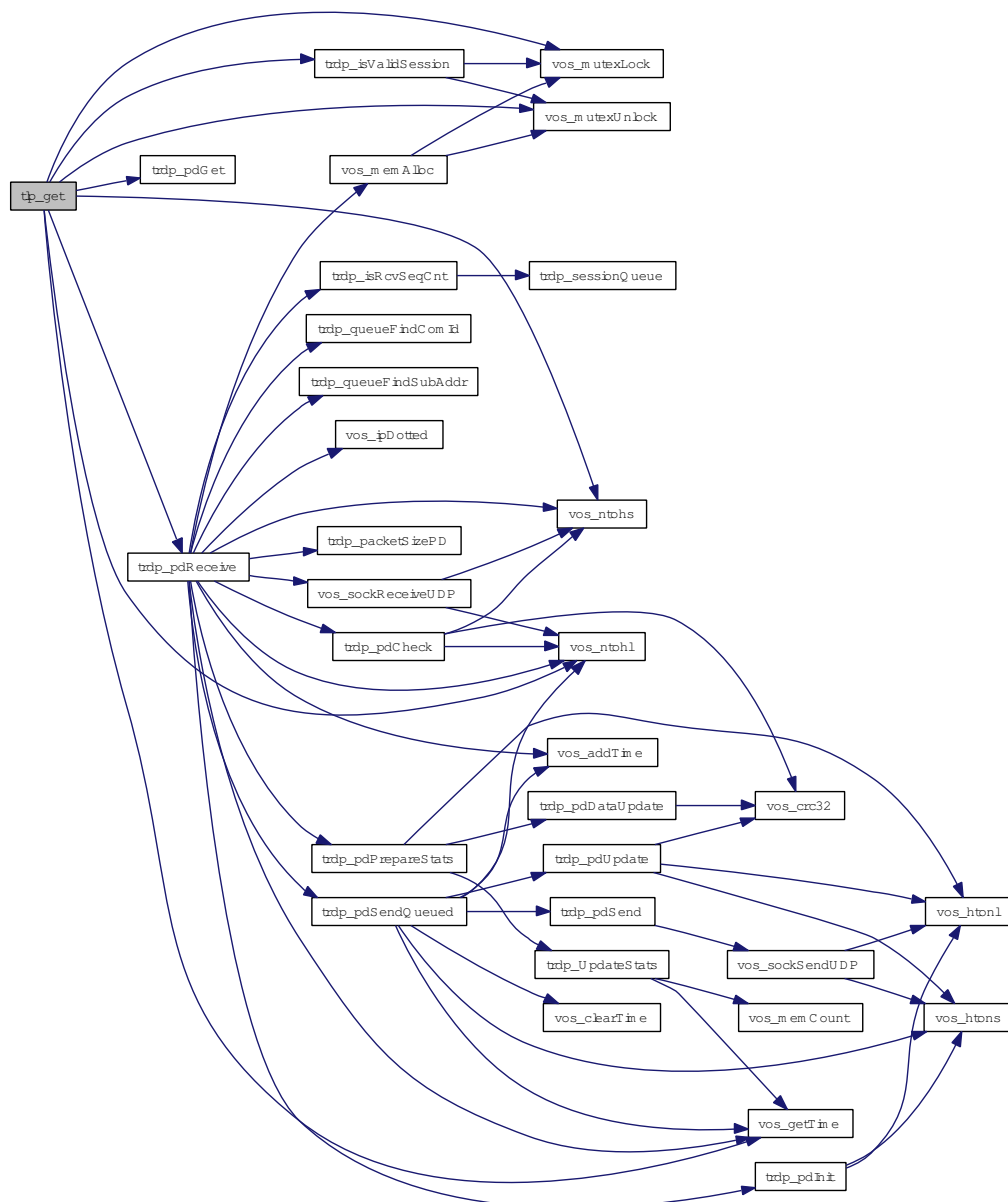 tlp_get
trdp_isValidSession
vos_mutexLock
vos_mutexUnlock
trdp_pdGet
vos_memAlloc
trdp_isRcvSeqCnt
trdp_sessionQueue
trdp_queueFindComId
trdp_queueFindSubAddr
vos_ipDotted
vos_ntohs
trdp_pdReceive
trdp_packetSizePD
vos_sockReceiveUDP
trdp_pdCheck
vos_ntohl
vos_addTime
trdp_pdDataUpdate
vos_crc32
trdp_pdPrepareStats
trdp_pdUpdate
trdp_pdSendQueued
trdp_pdSend
vos_htonl
trdp_UpdateStats
vos_sockSendUDP
vos_clearTime
vos_memCount
vos_htons
vos_getTime
trdp_pdInit